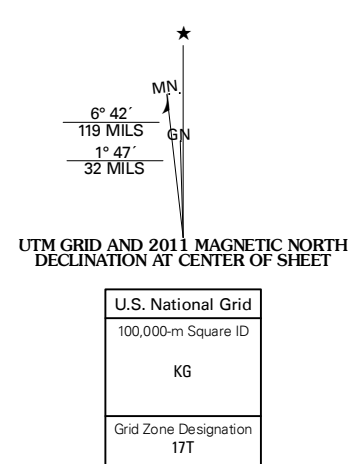 ★
MN.
6° 42´
119 MILS
GN
1° 47´
32 MILS
UTM GRID AND 2011 MAGNETIC NORTH
DECLINATION AT CENTER OF SHEET
U.S. National Grid
100,000-m Square ID
KG
Grid Zone Designation
17T